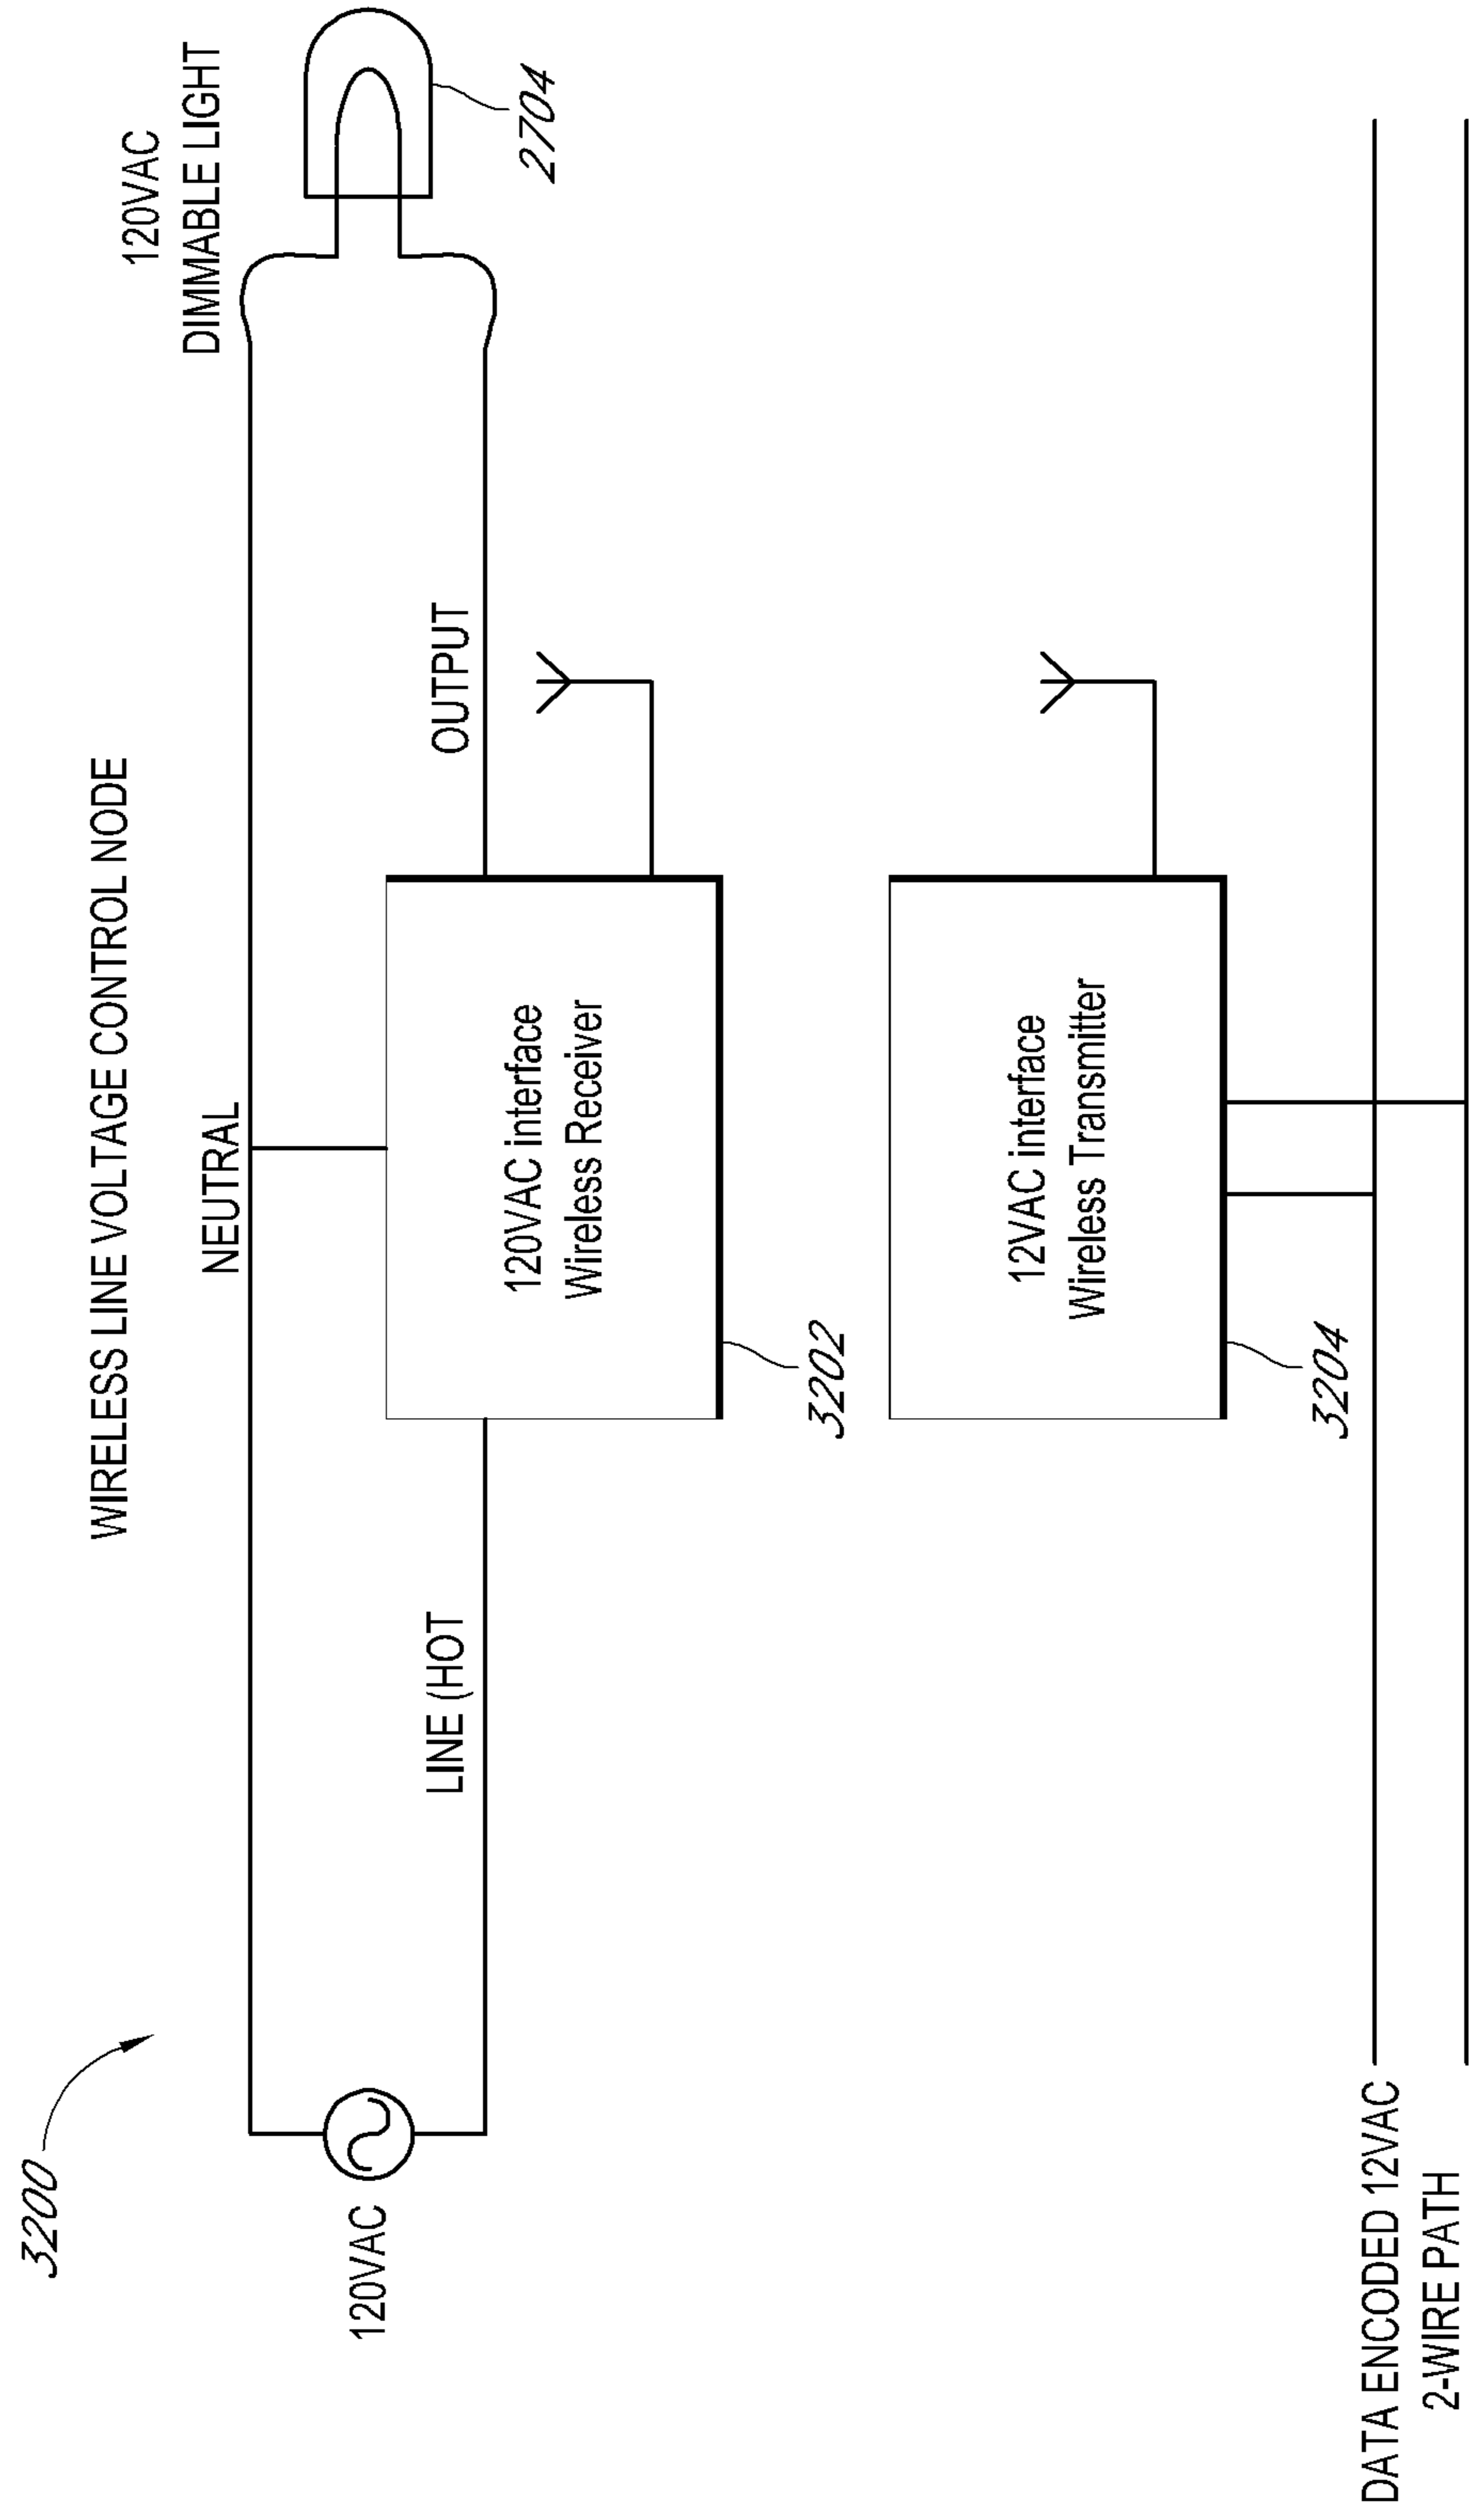 3200
WIRELESS LINE VOLTAGE CONTROL NODE
120VAC
DIMMABLE LIGHT
NEUTRAL
120VAC
LINE (HOT
OUTPUT
2704
120VAC interface
Wireless Receiver
3202
12VAC interface
Wireless Transmitter
3204
DATA ENCODED 12VAC
2-WIRE PATH